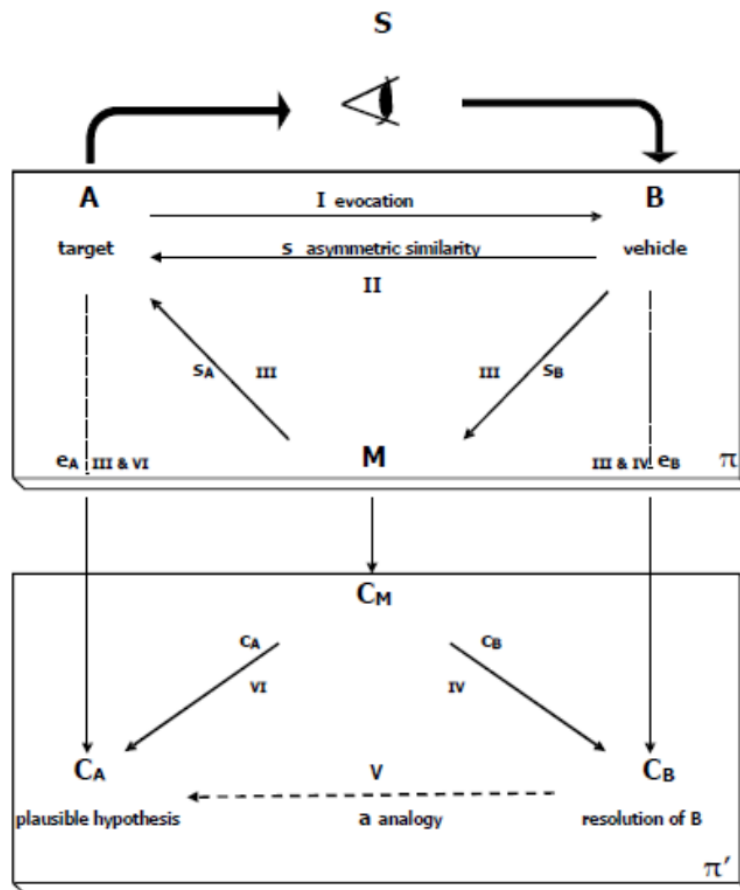 S
A I evocation B
target s asymmetric similarity vehicle
II
sA III III sB
M
eA III & VI III & IV eB π
CM
cA cB
VI IV
CA V CB
plausible hypothesis a analogy resolution of B
π′